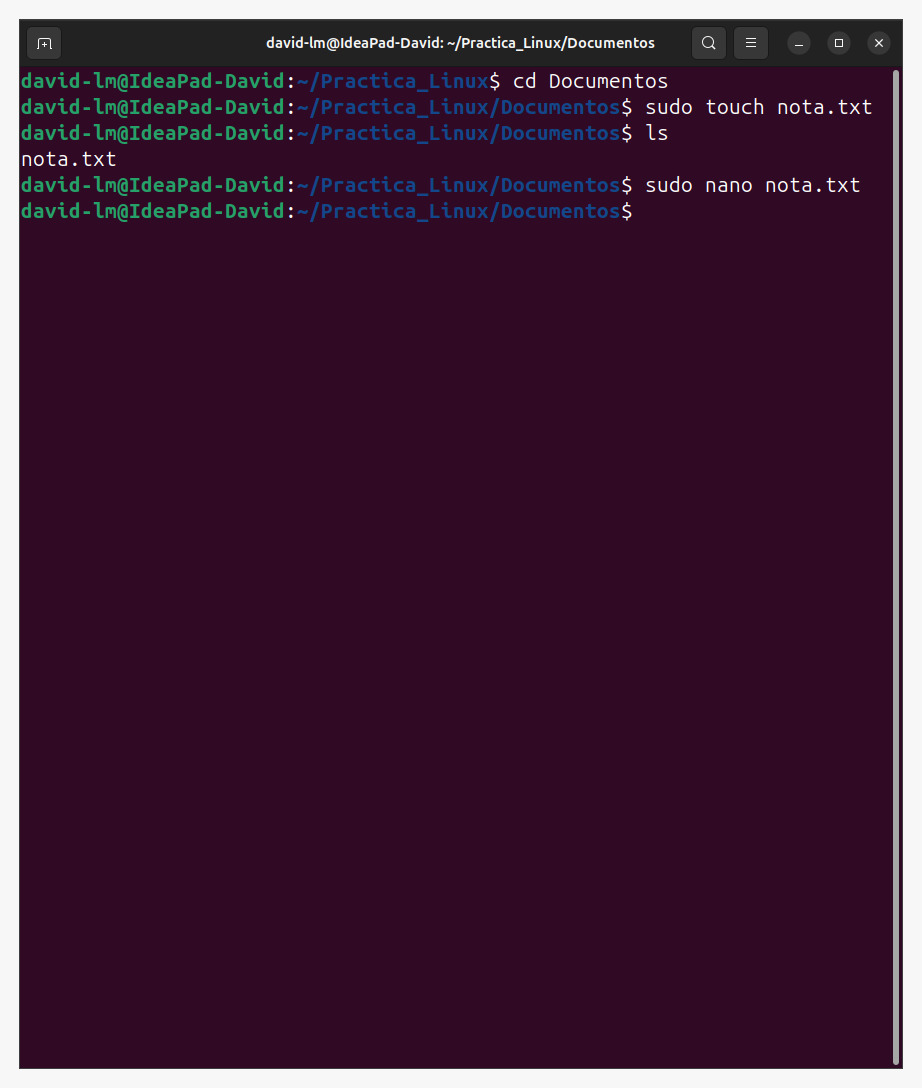 david-lm@IdeaPad-David: ~/Practica_Linux/Documentos
david-lm@IdeaPad-David:~/Practica_Linux$ cd Documentos
david-lm@IdeaPad-David:~/Practica_Linux/Documentos$ sudo touch nota.txt
david-lm@IdeaPad-David:~/Practica_Linux/Documentos$ ls
nota.txt
david-lm@IdeaPad-David:~/Practica_Linux/Documentos$ sudo nano nota.txt
david-lm@IdeaPad-David:~/Practica_Linux/Documentos$